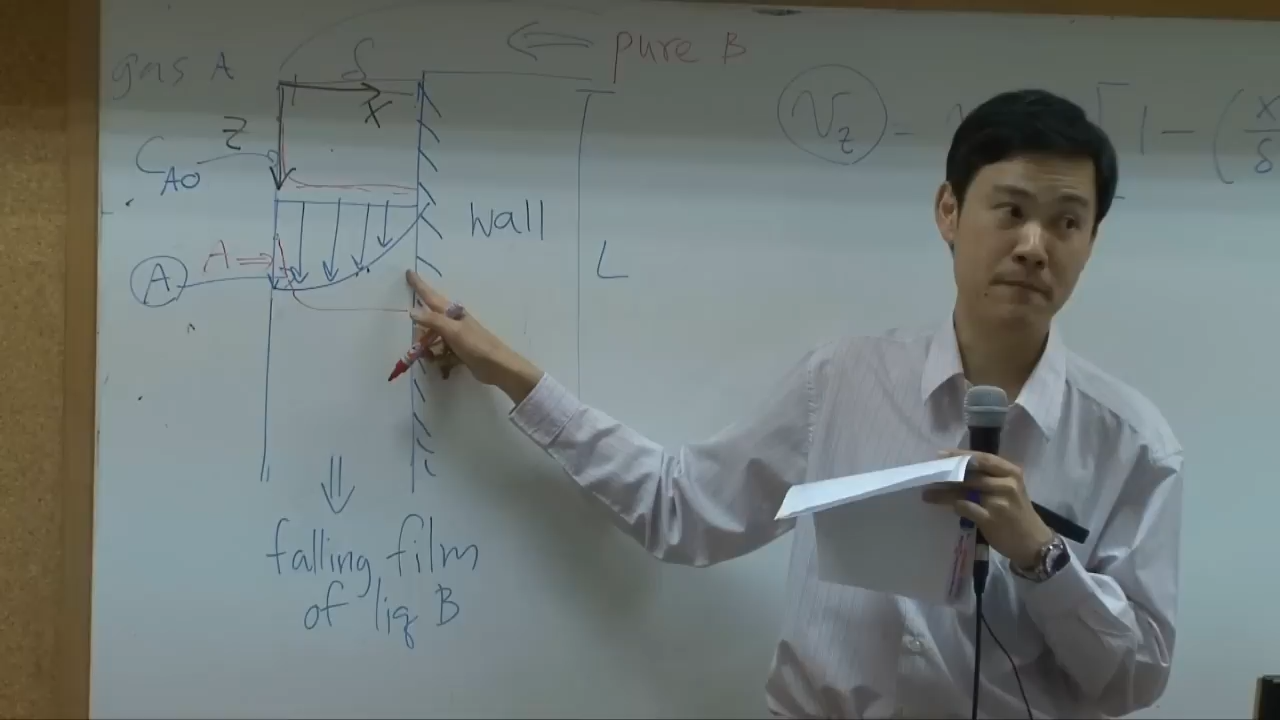 gas A
δ
⇐ pure B
x
z
C_A0
V_z =
[1 - (x/δ
A ⇒
A
wall
L
falling film
of liq B